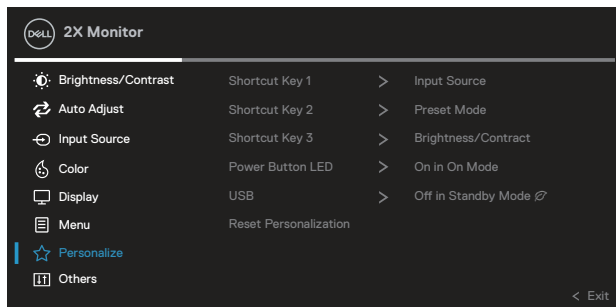 DELL 2X Monitor
Brightness/Contrast Shortcut Key 1 > Input Source
Auto Adjust Shortcut Key 2 > Preset Mode
Input Source Shortcut Key 3 > Brightness/Contract
Color Power Button LED > On in On Mode
Display USB > Off in Standby Mode
Menu Reset Personalization
Personalize
Others
< Exit